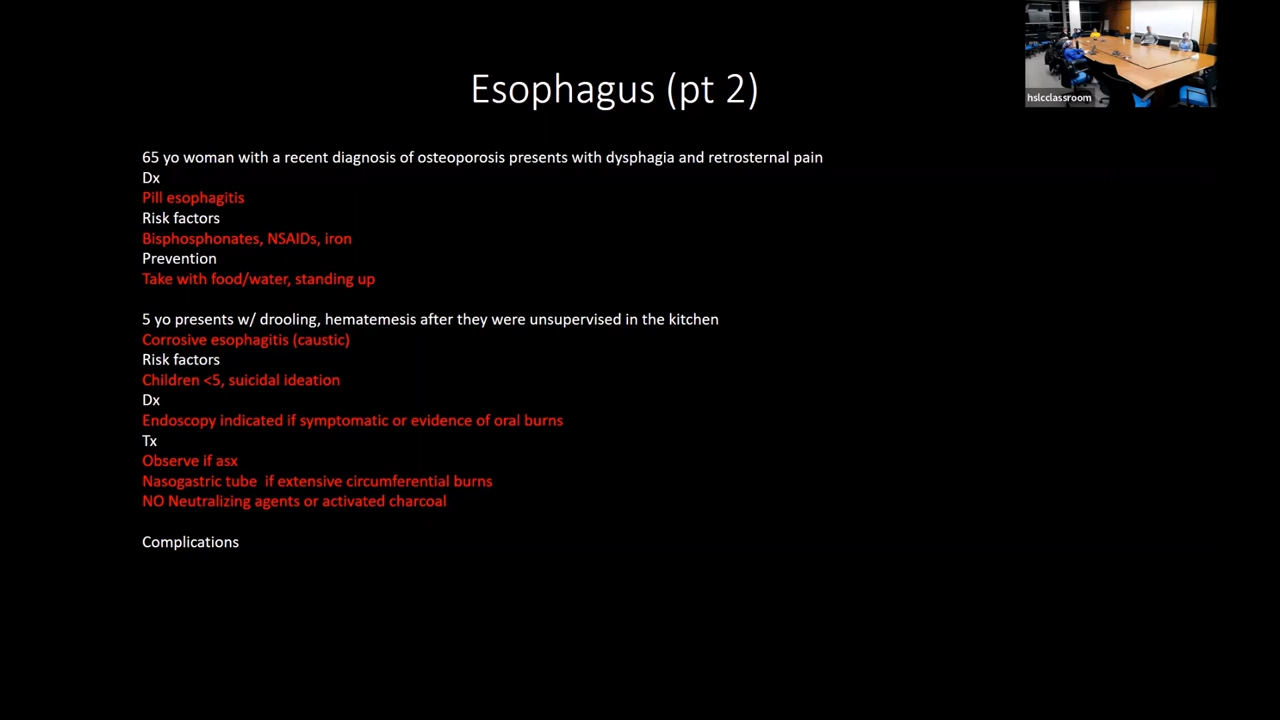 hslcclassroom
Esophagus (pt 2)
65 yo woman with a recent diagnosis of osteoporosis presents with dysphagia and retrosternal pain
Dx
Pill esophagitis
Risk factors
Bisphosphonates, NSAIDs, iron
Prevention
Take with food/water, standing up
5 yo presents w/ drooling, hematemesis after they were unsupervised in the kitchen
Corrosive esophagitis (caustic)
Risk factors
Children <5, suicidal ideation
Dx
Endoscopy indicated if symptomatic or evidence of oral burns
Tx
Observe if asx
Nasogastric tube  if extensive circumferential burns
NO Neutralizing agents or activated charcoal
Complications